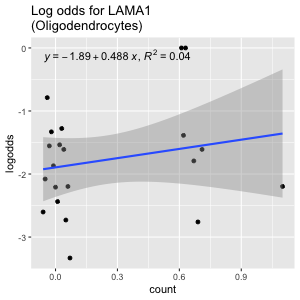 Log odds for LAMA1
(Oligodendrocytes)
y = −1.89 + 0.488 x, R² = 0.04
logodds
0
-1
-2
-3
0.0 0.3 0.6 0.9
count